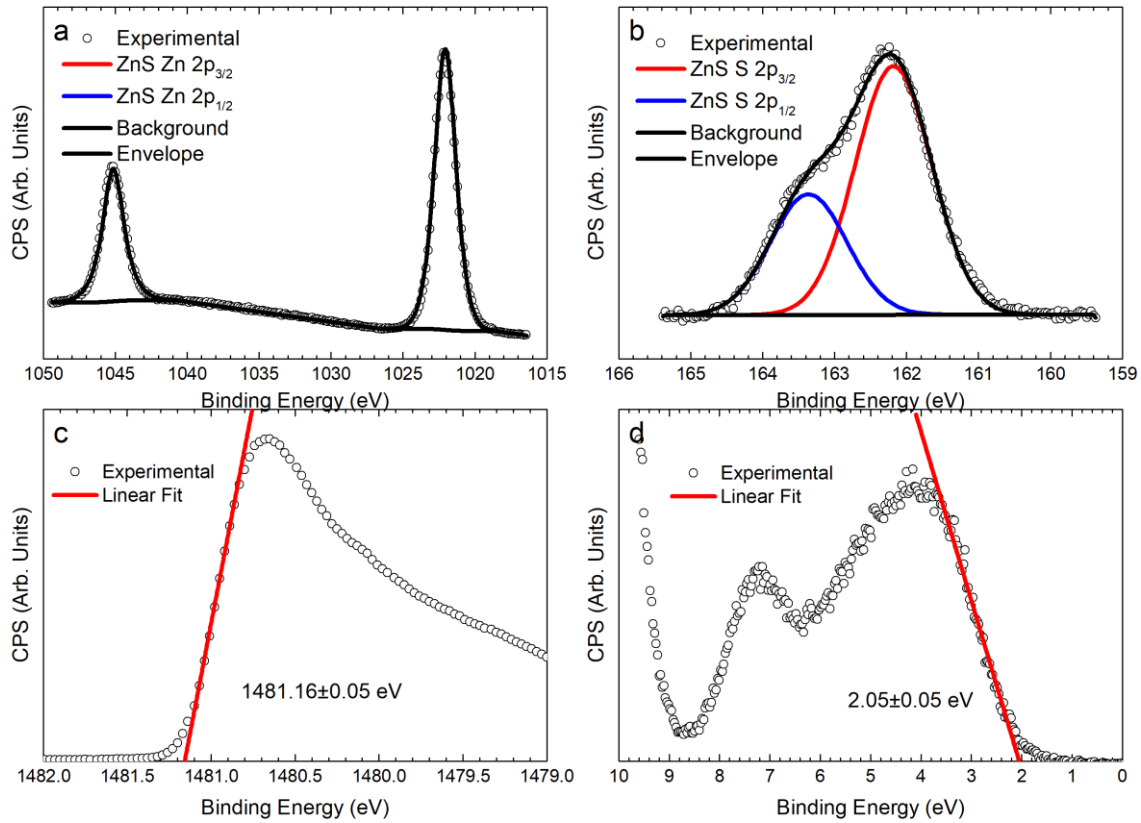 a
Experimental
ZnS Zn 2p3/2
ZnS Zn 2p1/2
Background
Envelope
CPS (Arb. Units)
1050 1045 1040 1035 1030 1025 1020 1015
Binding Energy (eV)
b
Experimental
ZnS S 2p3/2
ZnS S 2p1/2
Background
Envelope
CPS (Arb. Units)
166 165 164 163 162 161 160 159
Binding Energy (eV)
c
Experimental
Linear Fit
1481.16±0.05 eV
CPS (Arb. Units)
1482.0 1481.5 1481.0 1480.5 1480.0 1479.5 1479.0
Binding Energy (eV)
d
Experimental
Linear Fit
2.05±0.05 eV
CPS (Arb. Units)
10 9 8 7 6 5 4 3 2 1 0
Binding Energy (eV)